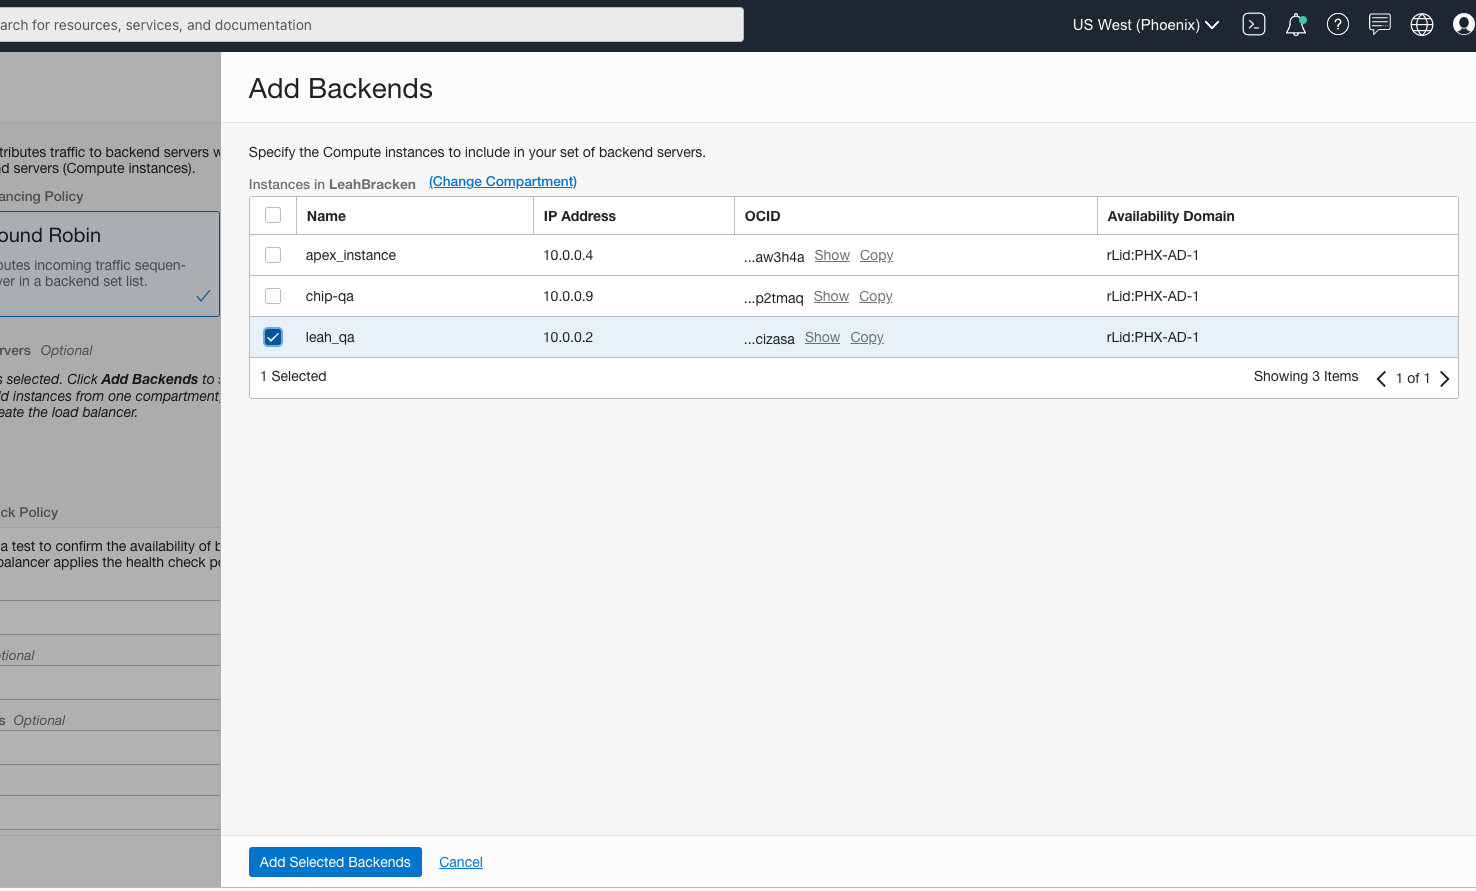 arch for resources, services, and documentation
US West (Phoenix)
Add Backends
tributes traffic to backend servers w
d servers (Compute instances).
ancing Policy
ound Robin
outes incoming traffic sequen-
ver in a backend set list.
rvers Optional
s selected. Click Add Backends to s
ld instances from one compartment,
eate the load balancer.
ck Policy
a test to confirm the availability of b
balancer applies the health check po
tional
s Optional
Specify the Compute instances to include in your set of backend servers.
Instances in LeahBracken (Change Compartment)
Name IP Address OCID Availability Domain
apex_instance 10.0.0.4 ...aw3h4a Show Copy rLid:PHX-AD-1
chip-qa 10.0.0.9 ...p2tmaq Show Copy rLid:PHX-AD-1
leah_qa 10.0.0.2 ...cizasa Show Copy rLid:PHX-AD-1
1 Selected Showing 3 Items 1 of 1
Add Selected Backends Cancel